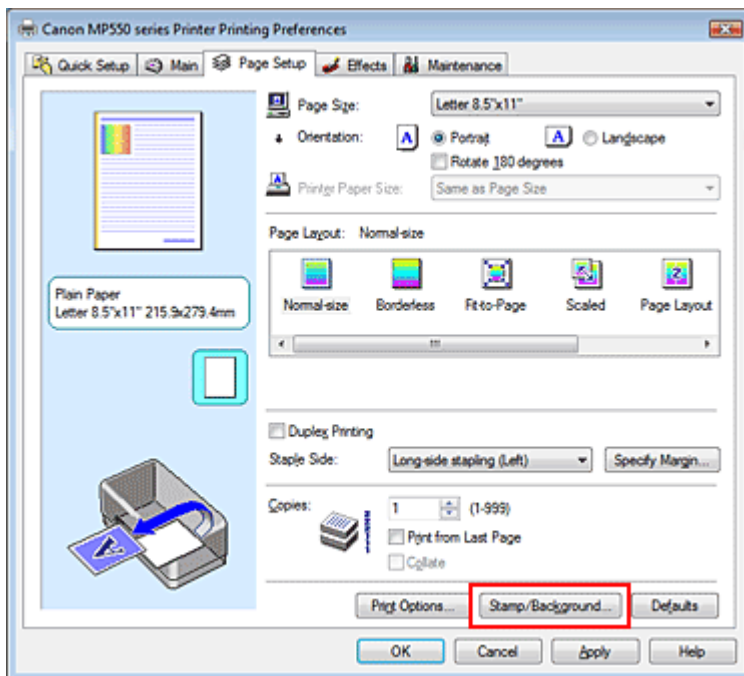 Canon MP550 series Printer Printing Preferences
Quick Setup Main Page Setup Effects Maintenance
Page Size: Letter 8.5"x11"
Orientation: A Portrait A Landscape
Rotate 180 degrees
Printer Paper Size: Same as Page Size
Page Layout: Normal-size
Normal-size Borderless Fit-to-Page Scaled Page Layout
Plain Paper
Letter 8.5"x11" 215.9x279.4mm
Duplex Printing
Staple Side: Long-side stapling (Left) Specify Margin...
Copies: 1 (1-999)
Print from Last Page
Collate
Print Options... Stamp/Background... Defaults
OK Cancel Apply Help